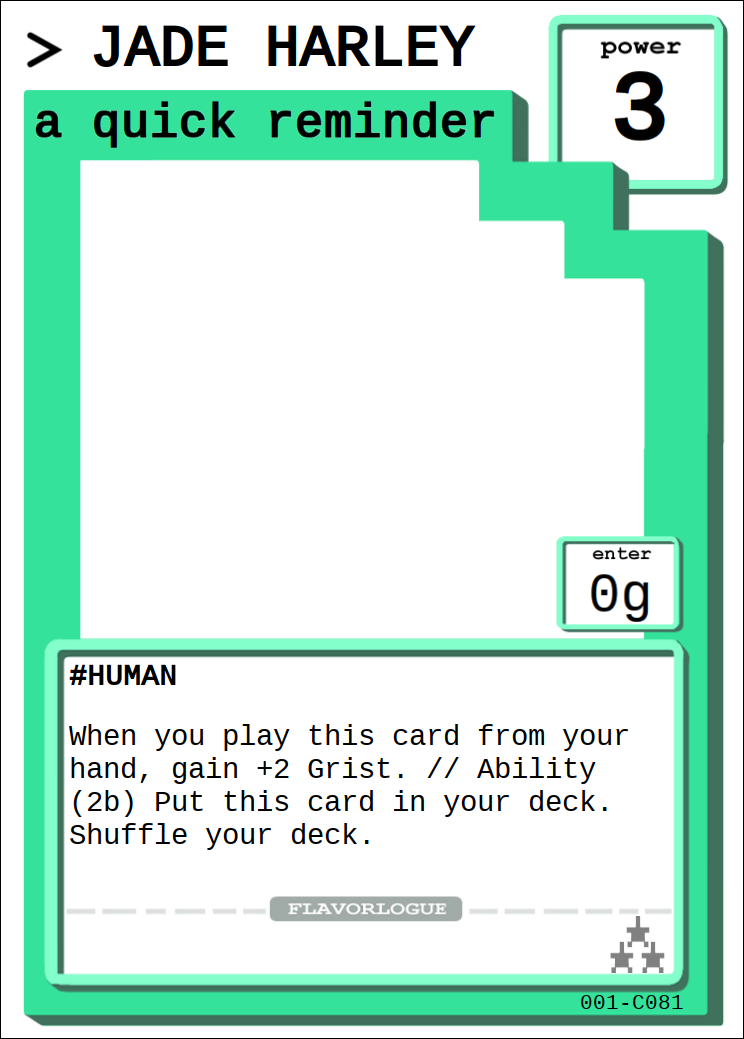 > JADE HARLEY
power
3
a quick reminder
enter
0g
#HUMAN
When you play this card from your
hand, gain +2 Grist. // Ability
(2b) Put this card in your deck.
Shuffle your deck.
FLAVORLOGUE
001-C081